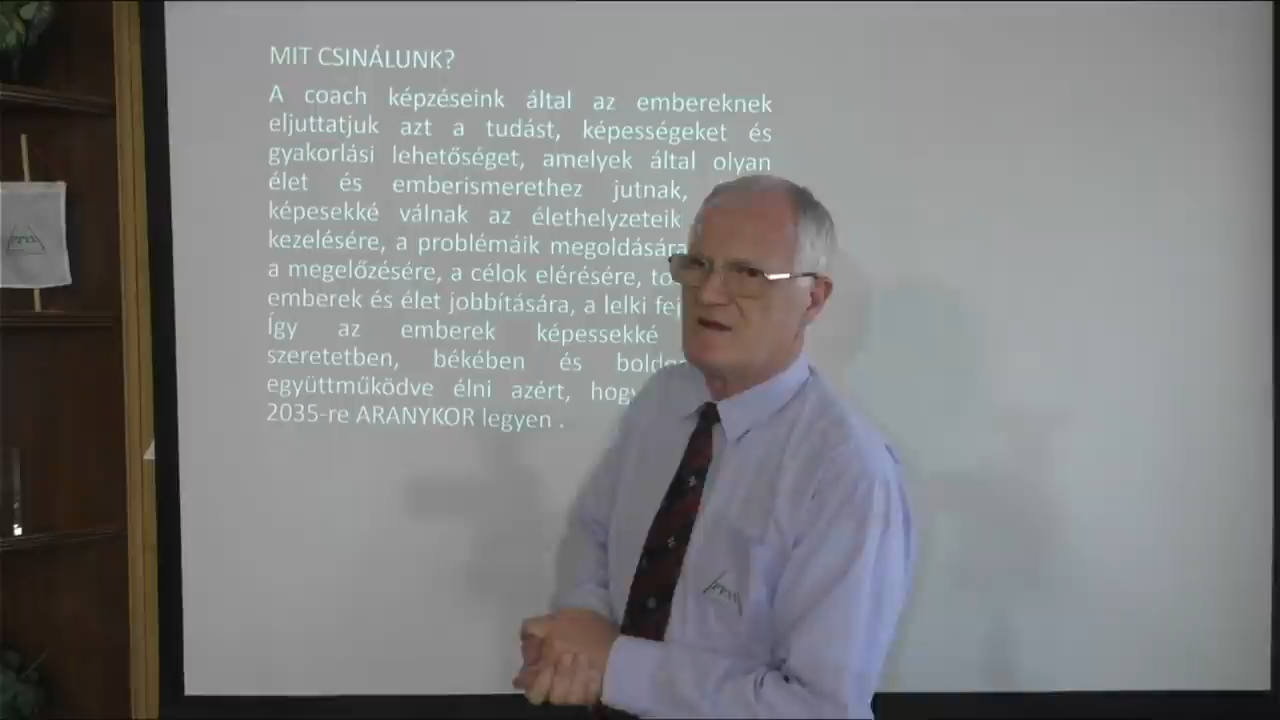 MIT CSINÁLUNK?
A coach képzéseink által az embereknek
eljuttatjuk azt a tudást, képességeket és
gyakorlási lehetőséget, amelyek által olyan
élet és emberismerethez jutnak,
képesekké válnak az élethelyzeteik
kezelésére, a problémáik megoldására
a megelőzésére, a célok elérésére,
emberek és élet jobbítására, a lelki
Így az emberek képessekké
szeretetben, békében és
együttműködve élni azért,
2035-re ARANYKOR legyen .